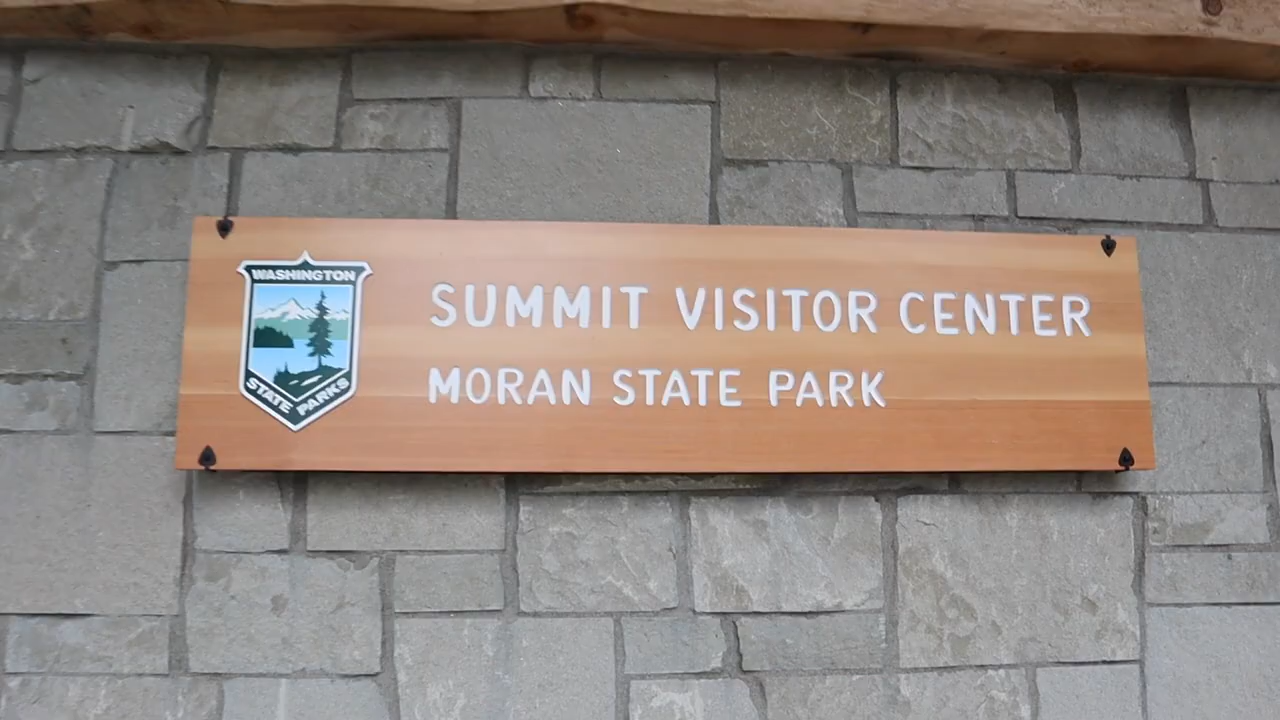 WASHINGTON
STATE PARKS
SUMMIT VISITOR CENTER
MORAN STATE PARK